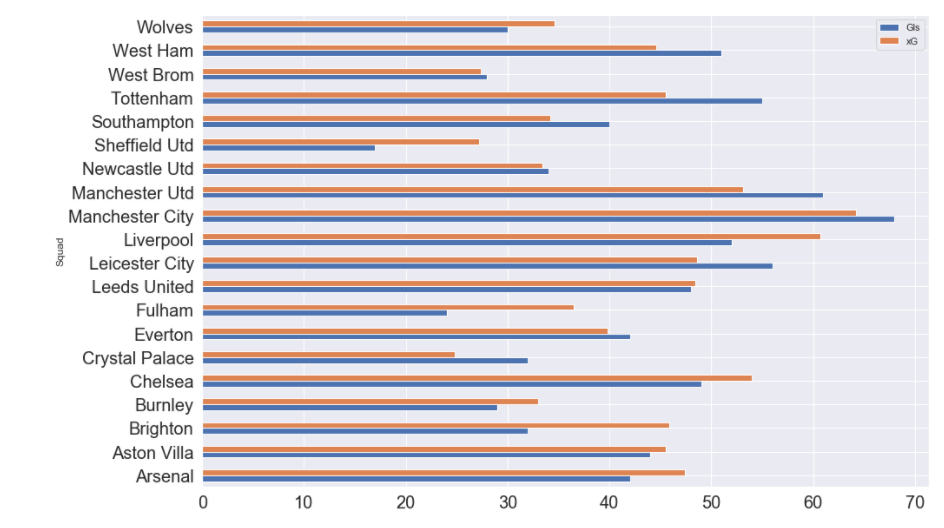 Wolves
West Ham
West Brom
Tottenham
Southampton
Sheffield Utd
Newcastle Utd
Manchester Utd
Manchester City
Liverpool
Leicester City
Leeds United
Fulham
Everton
Crystal Palace
Chelsea
Burnley
Brighton
Aston Villa
Arsenal
Squad
0 10 20 30 40 50 60 70
Gls
xG